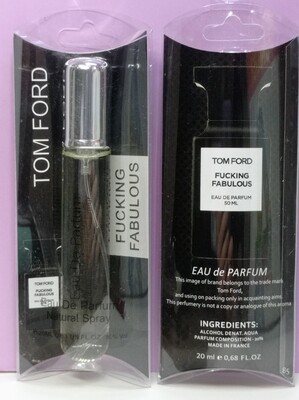 TOM FORD
FUCKING
FABULOUS
TOM FORD
FUCKING
FABULOUS
Eau De Parfum
Natural Spray
TOM FORD
FUCKING
FABULOUS
EAU DE PARFUM
50 ML
EAU de PARFUM
This image of brand belongs to the trade mark
Tom Ford,
and using on packing only in acquainting aims.
This perfumery is not a copy or analogue of this aroma
INGREDIENTS:
ALCOHOL DENAT. AQUA
PARFUM COMPOSITION - 20%
MADE IN FRANCE
20 ml e 0,68 FL.OZ
85